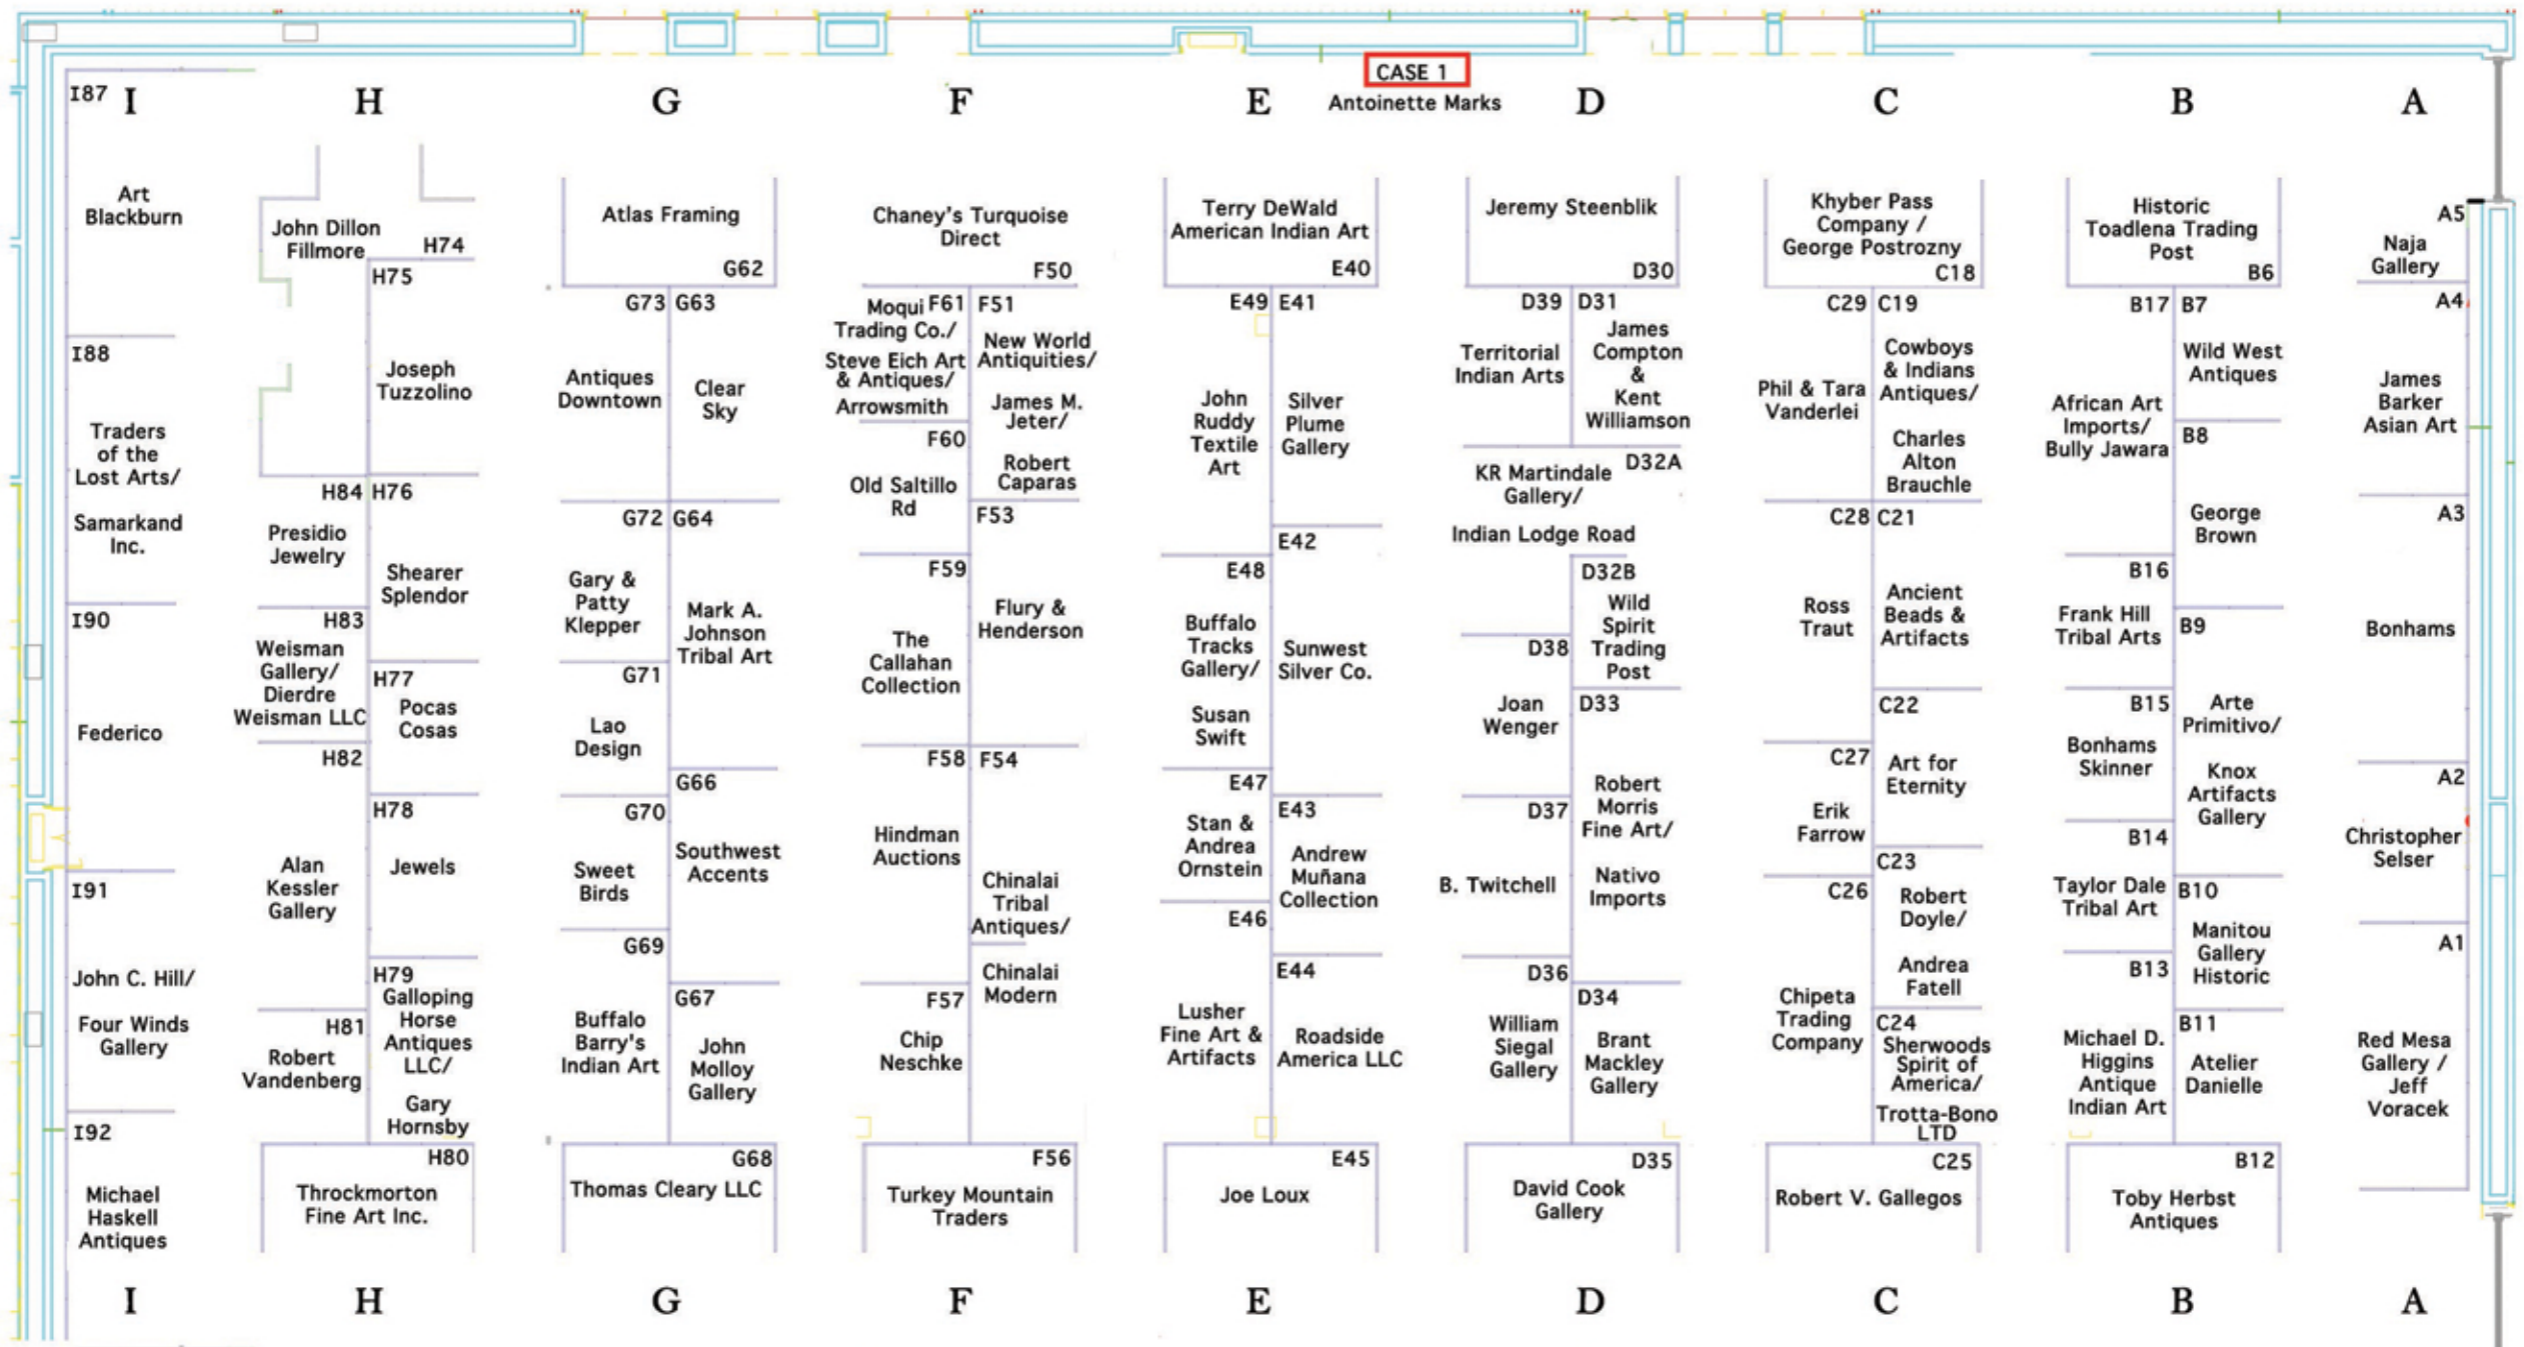 CASE 1
Antoinette Marks
I
H
G
F
E
D
C
B
A
I87
Art
Blackburn
I88
Traders
of the
Lost Arts/
Samarkand
Inc.
I90
Federico
I91
John C. Hill/
Four Winds
Gallery
I92
Michael
Haskell
Antiques
John Dillon
Fillmore
H74
H75
Joseph
Tuzzolino
H84
Presidio
Jewelry
H76
Shearer
Splendor
H83
Weisman
Gallery/
Dierdre
Weisman LLC
H77
Pocas
Cosas
H82
Alan
Kessler
Gallery
H78
Jewels
H81
Robert
Vandenberg
H79
Galloping
Horse
Antiques
LLC/
Gary
Hornsby
H80
Throckmorton
Fine Art Inc.
Atlas Framing
G62
G73
Antiques
Downtown
G63
Clear
Sky
G72
Gary &
Patty
Klepper
G64
Mark A.
Johnson
Tribal Art
G71
Lao
Design
G66
Southwest
Accents
G70
Sweet
Birds
G69
Buffalo
Barry's
Indian Art
G67
John
Molloy
Gallery
G68
Thomas Cleary LLC
Chaney's Turquoise
Direct
F50
Moqui F61
Trading Co./
Steve Eich Art
& Antiques/
Arrowsmith
F51
New World
Antiquities/
James M.
Jeter/
Robert
Caparas
F60
Old Saltillo
Rd
F53
Flury &
Henderson
F59
The
Callahan
Collection
F58
Hindman
Auctions
F54
Chinalai
Tribal
Antiques/
Chinalai
Modern
F57
Chip
Neschke
F56
Turkey Mountain
Traders
Terry DeWald
American Indian Art
E40
E49
John
Ruddy
Textile
Art
E41
Silver
Plume
Gallery
E42
Sunwest
Silver Co.
E48
Buffalo
Tracks
Gallery/
Susan
Swift
E47
Stan &
Andrea
Ornstein
E43
Andrew
Muñana
Collection
E46
Lusher
Fine Art &
Artifacts
E44
Roadside
America LLC
E45
Joe Loux
Jeremy Steenblik
D30
D39
Territorial
Indian Arts
D31
James
Compton
&
Kent
Williamson
D32A
KR Martindale
Gallery/
Indian Lodge Road
D32B
Wild
Spirit
Trading
Post
D38
Joan
Wenger
D33
Robert
Morris
Fine Art/
Nativo
Imports
D37
B. Twitchell
D36
William
Siegal
Gallery
D34
Brant
Mackley
Gallery
D35
David Cook
Gallery
Khyber Pass
Company /
George Postrozny
C18
C29
Phil & Tara
Vanderlei
C19
Cowboys
& Indians
Antiques/
Charles
Alton
Brauchle
C28
Ross
Traut
C21
Ancient
Beads &
Artifacts
C22
Art for
Eternity
C27
Erik
Farrow
C23
Robert
Doyle/
Andrea
Fatell
C26
Chipeta
Trading
Company
C24
Sherwoods
Spirit of
America/
Trotta-Bono
LTD
C25
Robert V. Gallegos
Historic
Toadlena Trading
Post
B6
B17
African Art
Imports/
Bully Jawara
B7
Wild West
Antiques
B8
George
Brown
B16
Frank Hill
Tribal Arts
B9
Arte
Primitivo/
Knox
Artifacts
Gallery
B15
Bonhams
Skinner
B14
Taylor Dale
Tribal Art
B10
Manitou
Gallery
Historic
B13
Michael D.
Higgins
Antique
Indian Art
B11
Atelier
Danielle
B12
Toby Herbst
Antiques
A5
Naja
Gallery
A4
James
Barker
Asian Art
A3
Bonhams
A2
Christopher
Selser
A1
Red Mesa
Gallery /
Jeff
Voracek
I
H
G
F
E
D
C
B
A